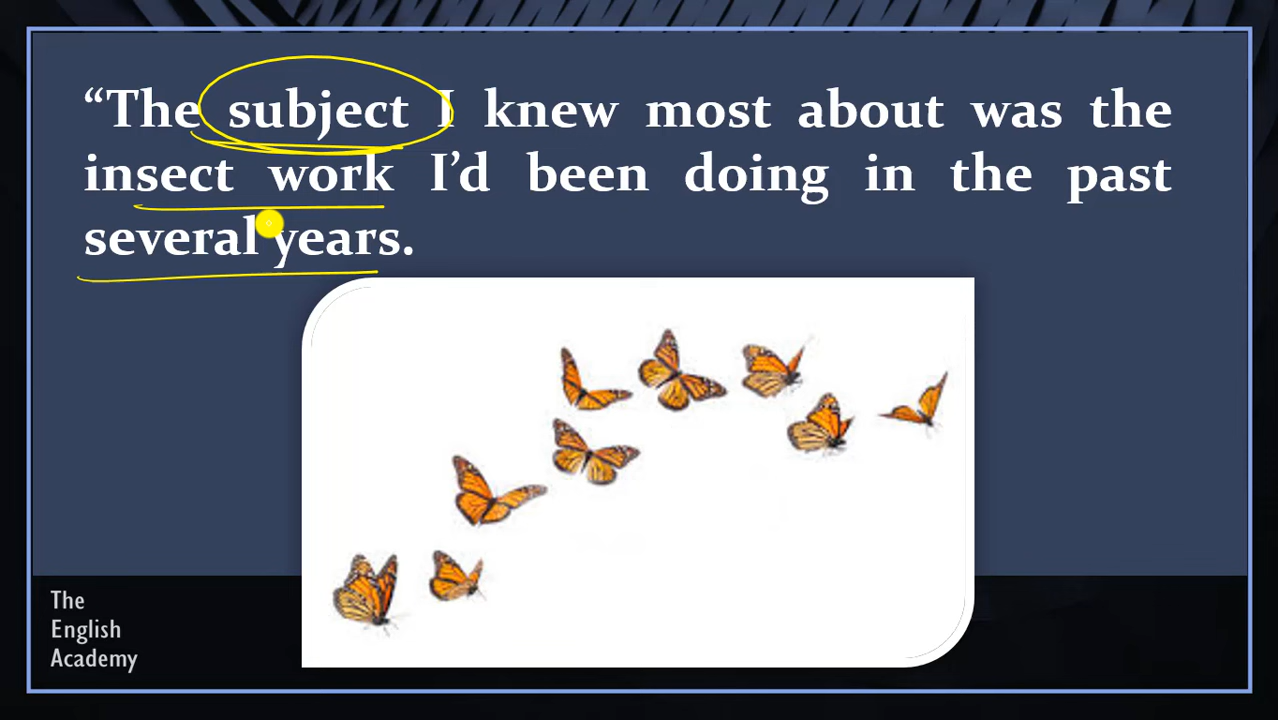 “The subject I knew most about was the
insect work I’d been doing in the past
several years.
The
English
Academy